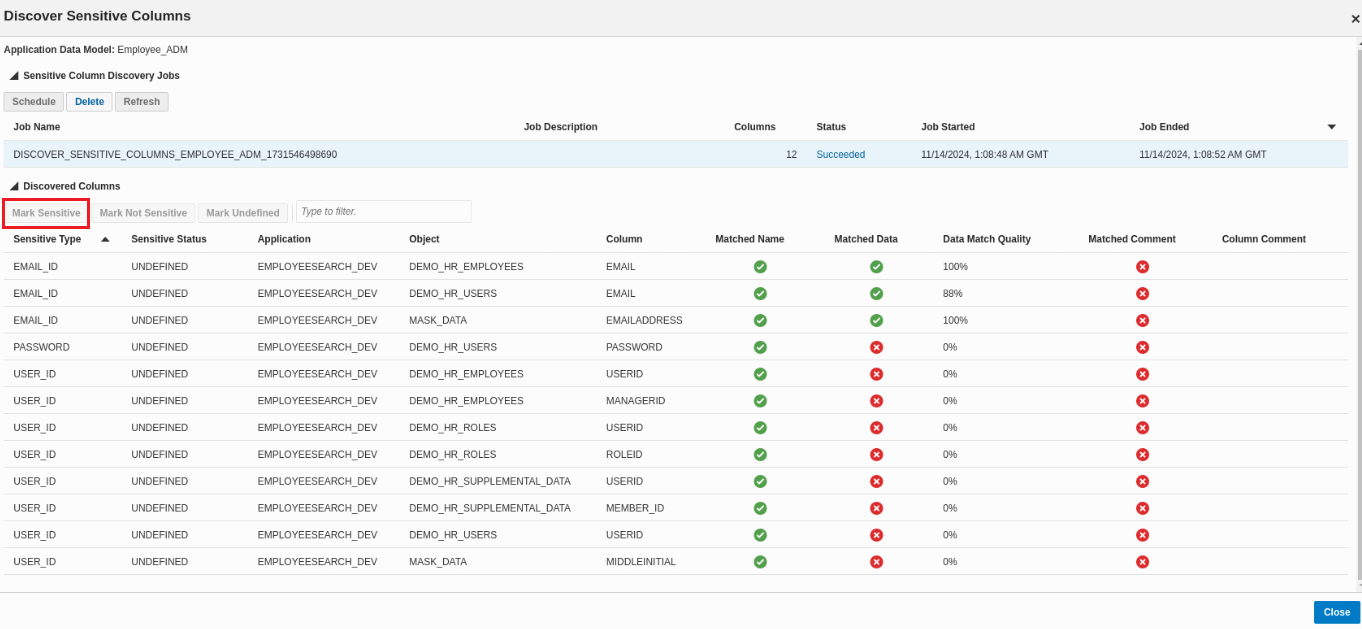 Discover Sensitive Columns
Application Data Model: Employee_ADM
Sensitive Column Discovery Jobs
Schedule Delete Refresh
Job Name Job Description Columns Status Job Started Job Ended
DISCOVER_SENSITIVE_COLUMNS_EMPLOYEE_ADM_1731546498690 12 Succeeded 11/14/2024, 1:08:48 AM GMT 11/14/2024, 1:08:52 AM GMT
Discovered Columns
Mark Sensitive Mark Not Sensitive Mark Undefined Type to filter.
Sensitive Type Sensitive Status Application Object Column Matched Name Matched Data Data Match Quality Matched Comment Column Comment
EMAIL_ID UNDEFINED EMPLOYEESEARCH_DEV DEMO_HR_EMPLOYEES EMAIL 100%
EMAIL_ID UNDEFINED EMPLOYEESEARCH_DEV DEMO_HR_USERS EMAIL 88%
EMAIL_ID UNDEFINED EMPLOYEESEARCH_DEV MASK_DATA EMAILADDRESS 100%
PASSWORD UNDEFINED EMPLOYEESEARCH_DEV DEMO_HR_USERS PASSWORD 0%
USER_ID UNDEFINED EMPLOYEESEARCH_DEV DEMO_HR_EMPLOYEES USERID 0%
USER_ID UNDEFINED EMPLOYEESEARCH_DEV DEMO_HR_EMPLOYEES MANAGERID 0%
USER_ID UNDEFINED EMPLOYEESEARCH_DEV DEMO_HR_ROLES USERID 0%
USER_ID UNDEFINED EMPLOYEESEARCH_DEV DEMO_HR_ROLES ROLEID 0%
USER_ID UNDEFINED EMPLOYEESEARCH_DEV DEMO_HR_SUPPLEMENTAL_DATA USERID 0%
USER_ID UNDEFINED EMPLOYEESEARCH_DEV DEMO_HR_SUPPLEMENTAL_DATA MEMBER_ID 0%
USER_ID UNDEFINED EMPLOYEESEARCH_DEV DEMO_HR_USERS USERID 0%
USER_ID UNDEFINED EMPLOYEESEARCH_DEV MASK_DATA MIDDLEINITIAL 0%
Close